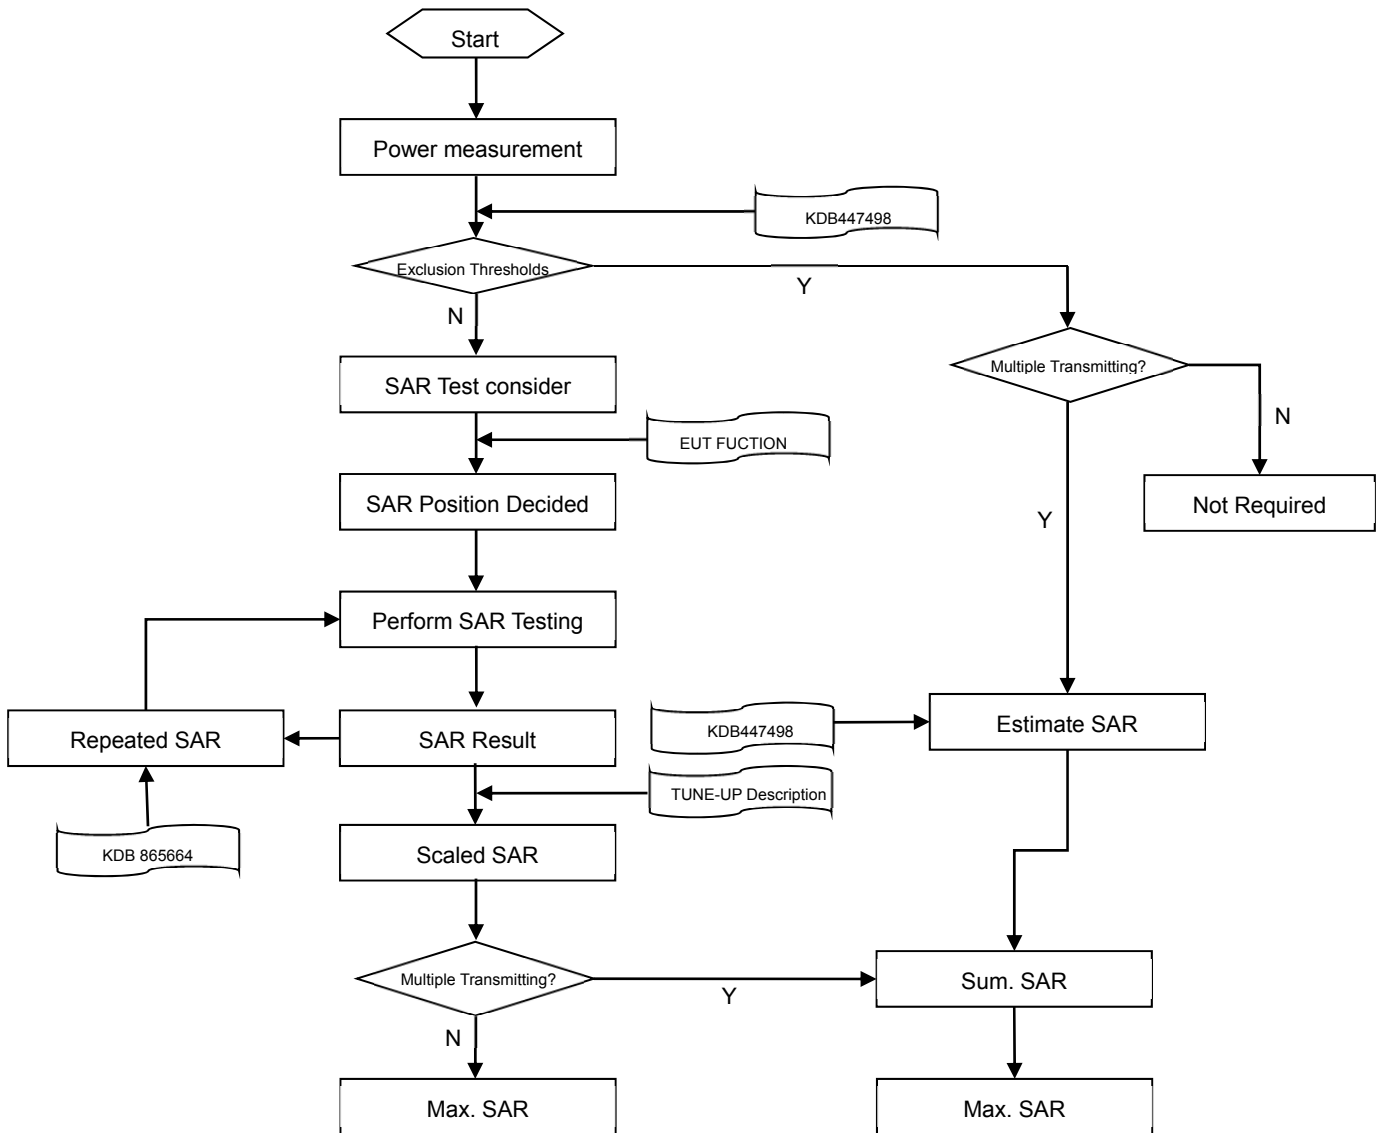 Start
Power measurement
KDB447498
Exclusion Thresholds
Y
N
Multiple Transmitting?
SAR Test consider
N
EUT FUCTION
SAR Position Decided
Not Required
Y
Perform SAR Testing
Repeated SAR
SAR Result
KDB447498
Estimate SAR
TUNE-UP Description
KDB 865664
Scaled SAR
Multiple Transmitting?
Y
Sum. SAR
N
Max. SAR
Max. SAR